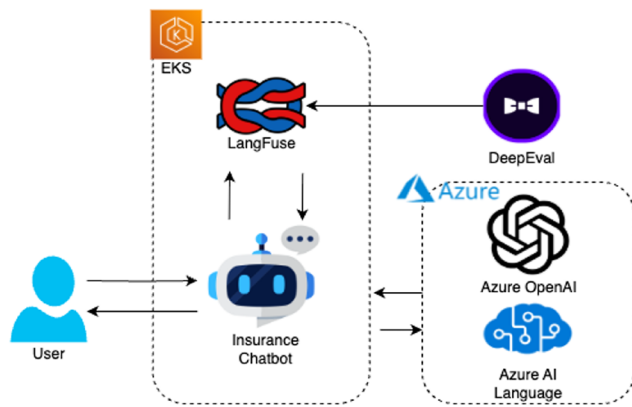 EKS
LangFuse
DeepEval
Azure
Azure OpenAI
User
Insurance
Chatbot
Azure AI
Language